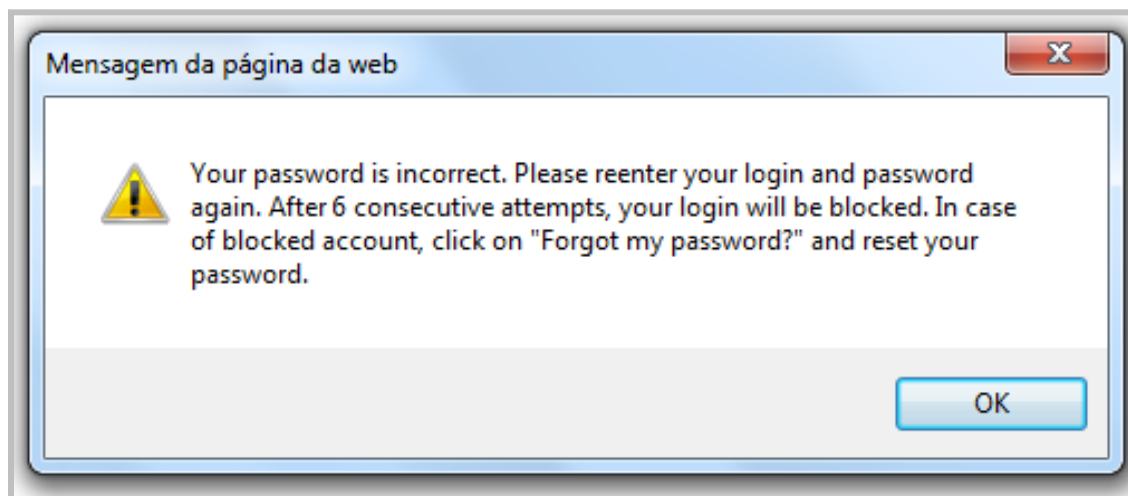 Mensagem da página da web
Your password is incorrect. Please reenter your login and password
again. After 6 consecutive attempts, your login will be blocked. In case
of blocked account, click on "Forgot my password?" and reset your
password.
OK